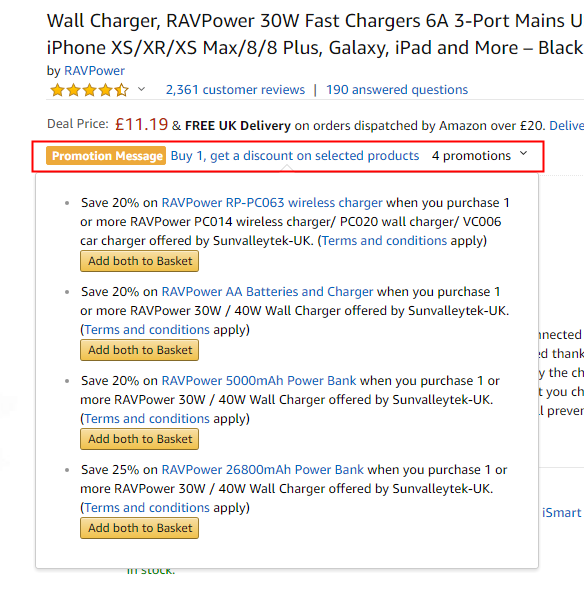 Wall Charger, RAVPower 30W Fast Chargers 6A 3-Port Mains U
iPhone XS/XR/XS Max/8/8 Plus, Galaxy, iPad and More – Black
by RAVPower
2,361 customer reviews | 190 answered questions
Deal Price: £11.19 & FREE UK Delivery on orders dispatched by Amazon over £20. Delive
Promotion Message Buy 1, get a discount on selected products 4 promotions
• Save 20% on RAVPower RP-PC063 wireless charger when you purchase 1
or more RAVPower PC014 wireless charger/ PC020 wall charger/ VC006
car charger offered by Sunvalleytek-UK. (Terms and conditions apply)
Add both to Basket
• Save 20% on RAVPower AA Batteries and Charger when you purchase 1
or more RAVPower 30W / 40W Wall Charger offered by Sunvalleytek-UK.
(Terms and conditions apply)
Add both to Basket
• Save 20% on RAVPower 5000mAh Power Bank when you purchase 1 or
more RAVPower 30W / 40W Wall Charger offered by Sunvalleytek-UK.
(Terms and conditions apply)
Add both to Basket
• Save 25% on RAVPower 26800mAh Power Bank when you purchase 1 or
more RAVPower 30W / 40W Wall Charger offered by Sunvalleytek-UK.
(Terms and conditions apply)
Add both to Basket
nnected
ed thank
y the ch
t you ch
ll preven
iSmart
In stock.